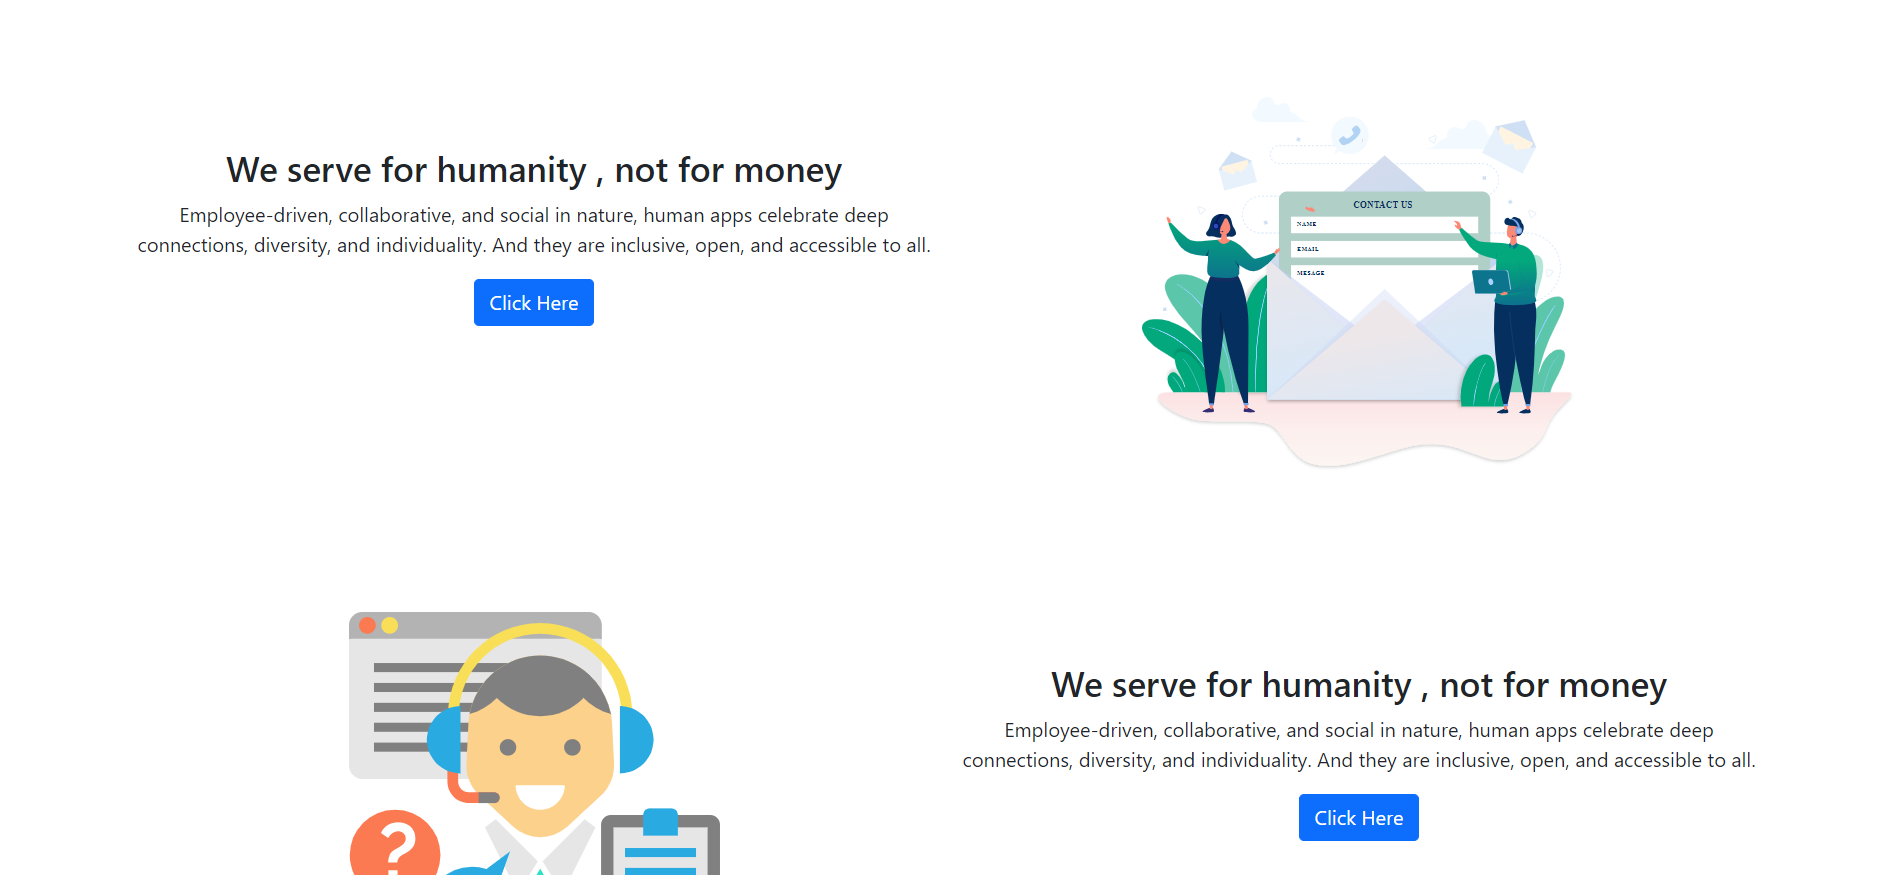 We serve for humanity , not for money
Employee-driven, collaborative, and social in nature, human apps celebrate deep
connections, diversity, and individuality. And they are inclusive, open, and accessible to all.
Click Here
CONTACT US
NAME
EMAIL
MESAGE
?
We serve for humanity , not for money
Employee-driven, collaborative, and social in nature, human apps celebrate deep
connections, diversity, and individuality. And they are inclusive, open, and accessible to all.
Click Here